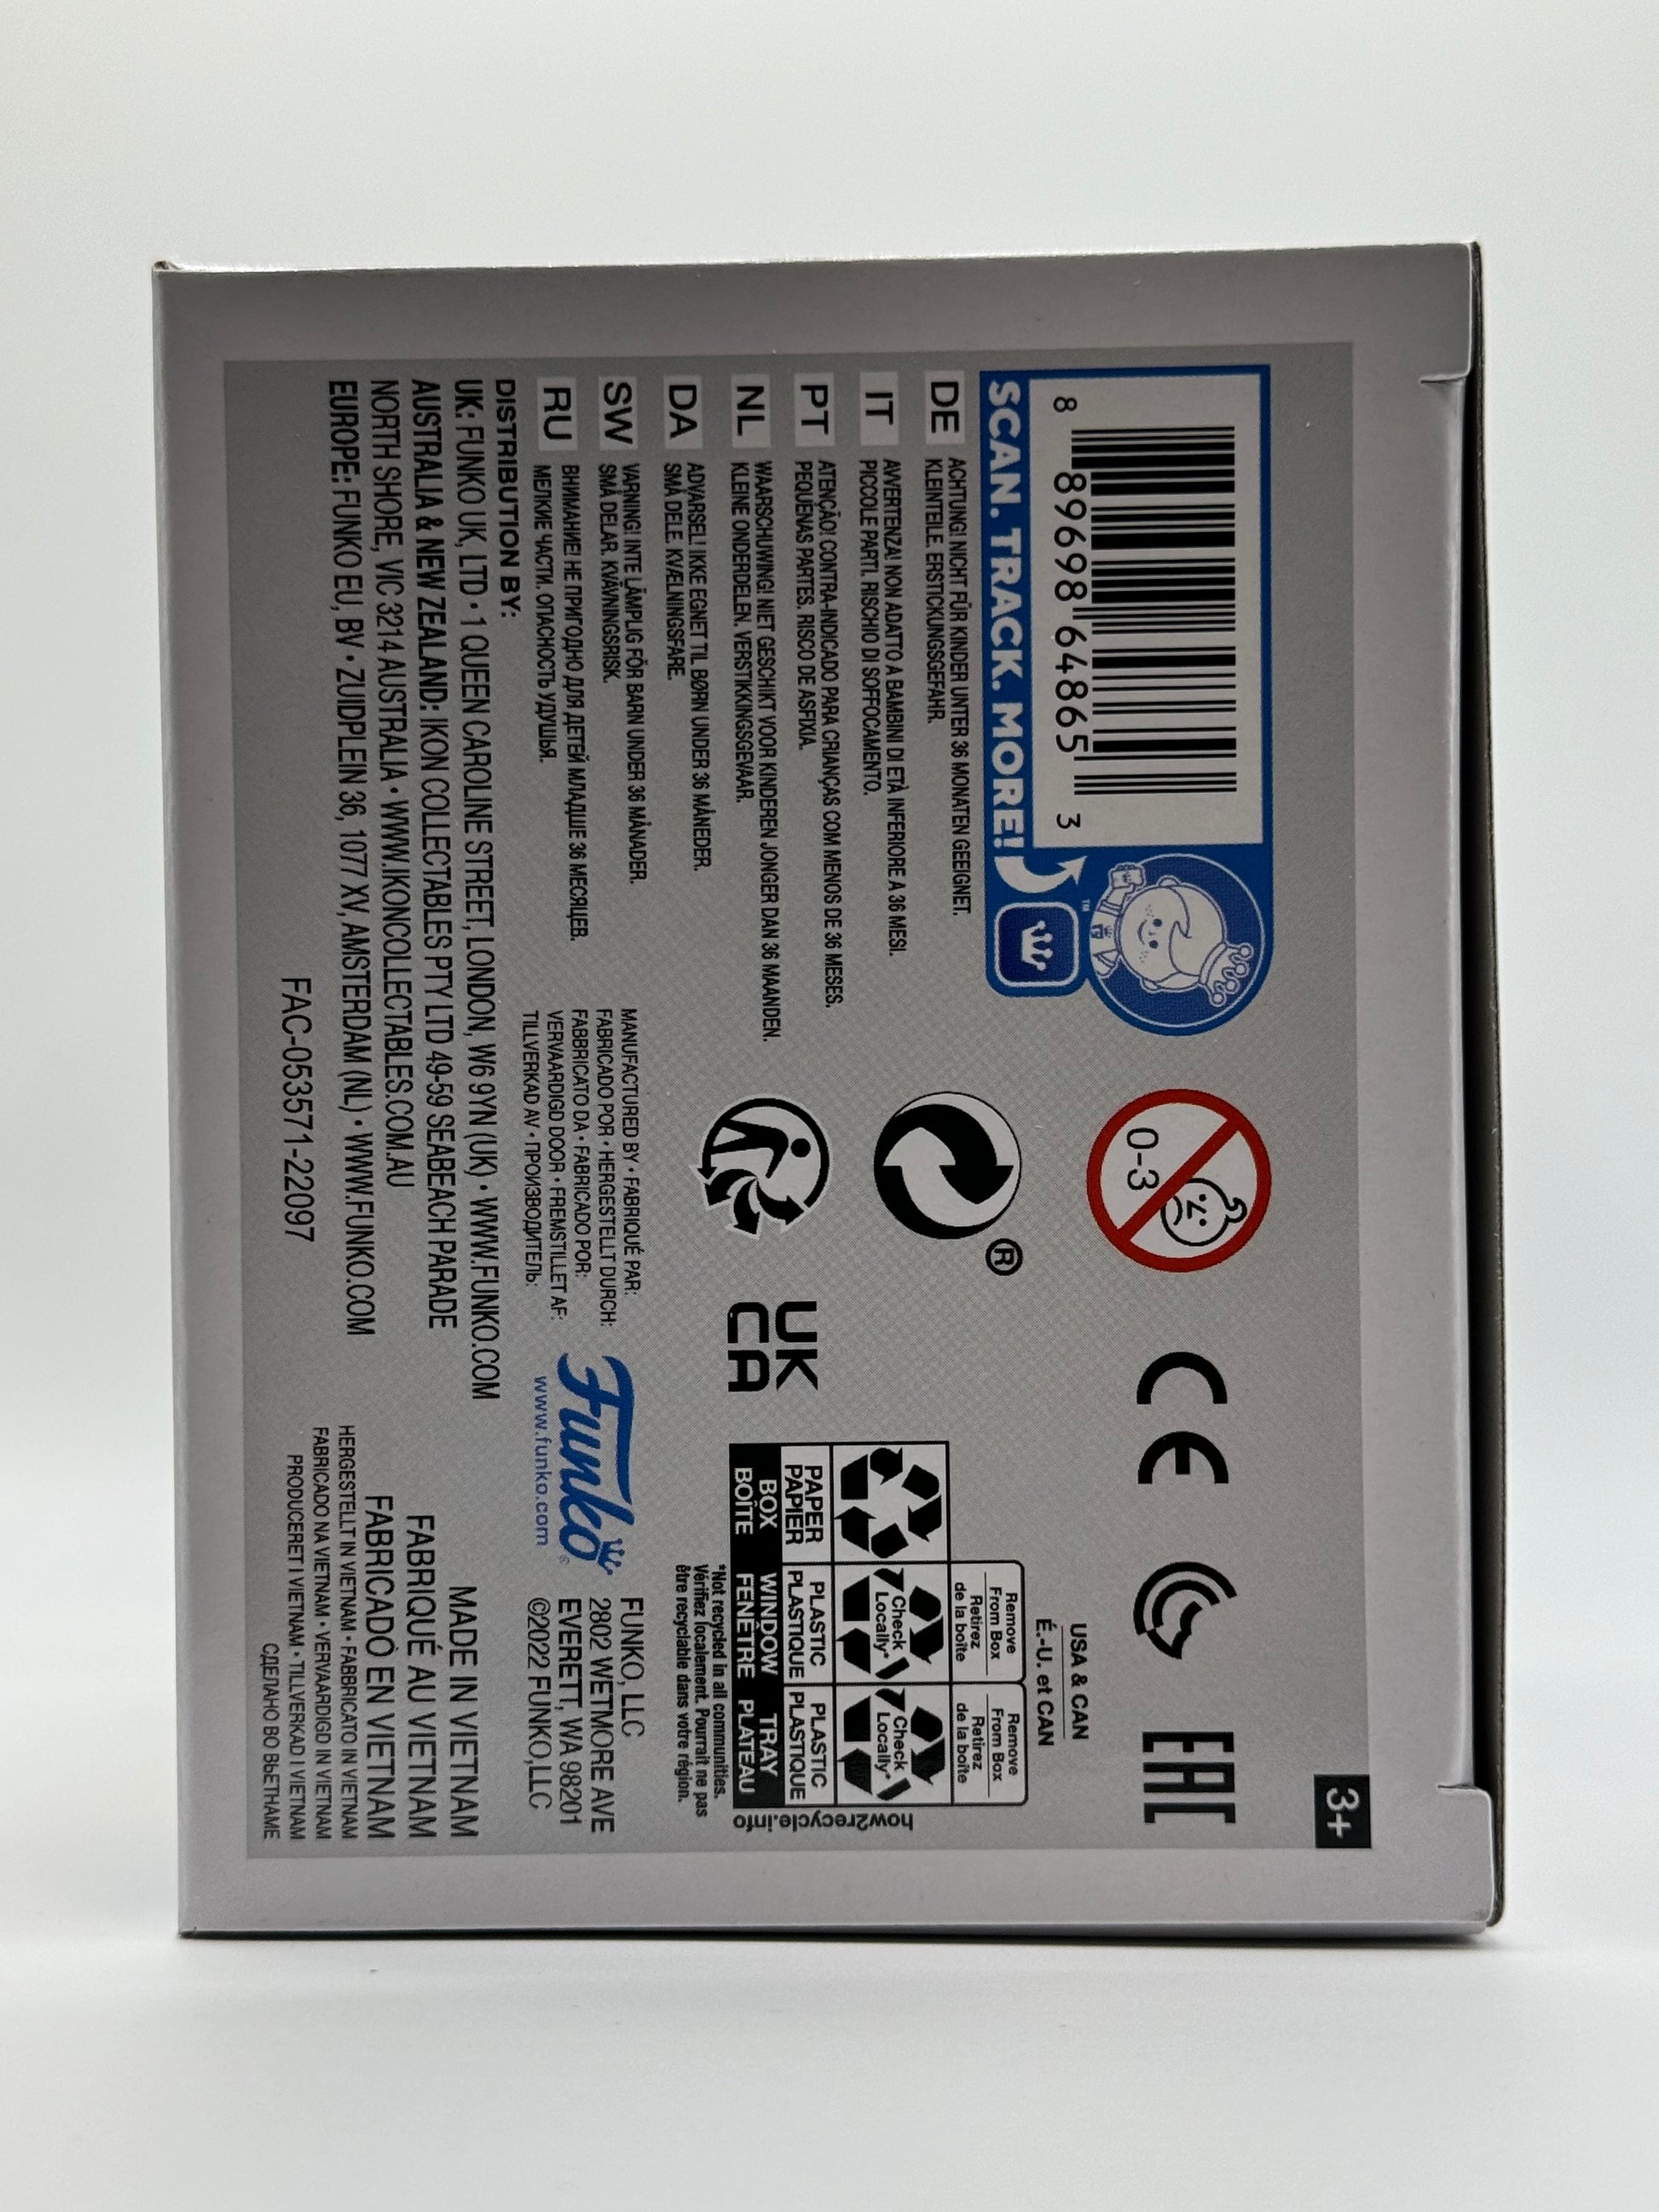 3+
8 89698 64865 3
SCAN. TRACK. MORE!
™
0-3
CE
EAC
DE ACHTUNG! NICHT FÜR KINDER UNTER 36 MONATEN GEEIGNET.
KLEINTEILE. ERSTICKUNGSGEFAHR.
IT AVVERTENZA! NON ADATTO A BAMBINI DI ETÀ INFERIORE A 36 MESI.
PICCOLE PARTI. RISCHIO DI SOFFOCAMENTO.
PT ATENÇÃO! CONTRA-INDICADO PARA CRIANÇAS COM MENOS DE 36 MESES.
PEQUENAS PARTES. RISCO DE ASFIXIA.
NL WAARSCHUWING! NIET GESCHIKT VOOR KINDEREN JONGER DAN 36 MAANDEN.
KLEINE ONDERDELEN. VERSTIKKINGSGEVAAR.
DA ADVARSEL! IKKE EGNET TIL BØRN UNDER 36 MÅNEDER.
SMÅ DELE. KVÆLNINGSFARE.
SW VARNING! INTE LÄMPLIG FÖR BARN UNDER 36 MÅNADER.
SMÅ DELAR. KVÄVNINGSRISK.
RU ВНИМАНИЕ! НЕ ПРИГОДНО ДЛЯ ДЕТЕЙ МЛАДШЕ 36 МЕСЯЦЕВ.
МЕЛКИЕ ЧАСТИ. ОПАСНОСТЬ УДУШЬЯ.
®
UK
CA
USA & CAN
É.-U. et CAN
Remove
From Box
Retirez
de la boîte
Remove
From Box
Retirez
de la boîte
Check
Locally*
Check
Locally*
PAPER
PAPIER
PLASTIC
PLASTIQUE
PLASTIC
PLASTIQUE
BOX
BOÎTE
WINDOW
FENÊTRE
TRAY
PLATEAU
how2recycle.info
*Not recycled in all communities.
Vérifiez localement. Pourrait ne pas
être recyclable dans votre région.
MANUFACTURED BY • FABRIQUÉ PAR:
FABRICADO POR • HERGESTELLT DURCH:
FABBRICATO DA • FABRICADO POR:
VERVAARDIGD DOOR • FREMSTILLET AF:
TILLVERKAD AV • ПРОИЗВОДИТЕЛЬ:
Funko®
www.funko.com
FUNKO, LLC
2802 WETMORE AVE
EVERETT, WA 98201
©2022 FUNKO,LLC
DISTRIBUTION BY:
UK: FUNKO UK, LTD • 1 QUEEN CAROLINE STREET, LONDON, W6 9YN (UK) • WWW.FUNKO.COM
AUSTRALIA & NEW ZEALAND: IKON COLLECTABLES PTY LTD 49-59 SEABEACH PARADE
NORTH SHORE, VIC 3214 AUSTRALIA • WWW.IKONCOLLECTABLES.COM.AU
EUROPE: FUNKO EU, BV • ZUIDPLEIN 36, 1077 XV, AMSTERDAM (NL) • WWW.FUNKO.COM
FAC-053571-22097
MADE IN VIETNAM
FABRIQUÉ AU VIETNAM
FABRICADO EN VIETNAM
HERGESTELLT IN VIETNAM • FABBRICATO IN VIETNAM
FABRICADO NA VIETNAM • VERVAARDIGD IN VIETNAM
PRODUCERET I VIETNAM • TILLVERKAD I VIETNAM
СДЕЛАНО ВО ВЬЕТНАМЕ